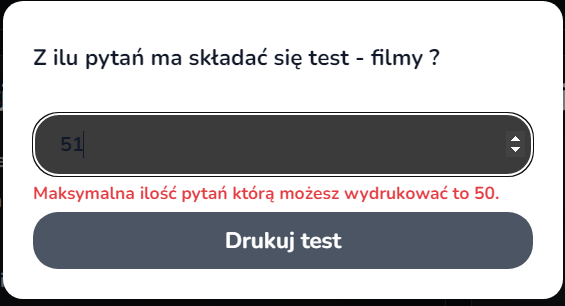 Z ilu pytań ma składać się test - filmy ?
51
Maksymalna ilość pytań którą możesz wydrukować to 50.
Drukuj test